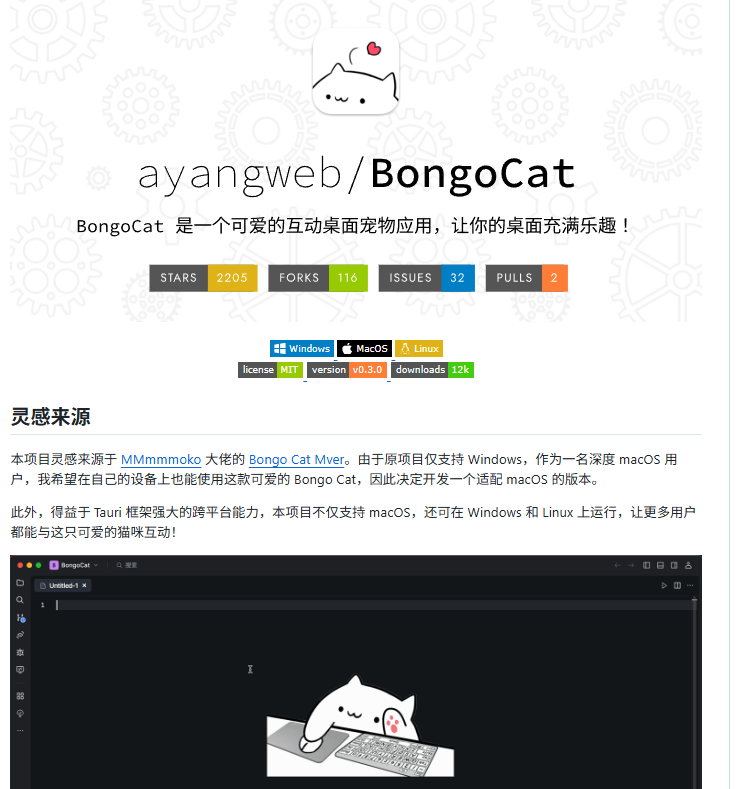 ayangweb/BongoCat
BongoCat 是一个可爱的互动桌面宠物应用，让你的桌面充满乐趣！
STARS 2205 FORKS 116 ISSUES 32 PULLS 2
Windows MacOS Linux
license MIT version v0.3.0 downloads 12k
灵感来源
本项目灵感来源于 MMmmmoko 大佬的 Bongo Cat Mver。由于原项目仅支持 Windows，作为一名深度 macOS 用
户，我希望在自己的设备上也能使用这款可爱的 Bongo Cat，因此决定开发一个适配 macOS 的版本。
此外，得益于 Tauri 框架强大的跨平台能力，本项目不仅支持 macOS，还可在 Windows 和 Linux 上运行，让更多用户
都能与这只可爱的猫咪互动！
BongoCat 搜索
Untitled-1
1